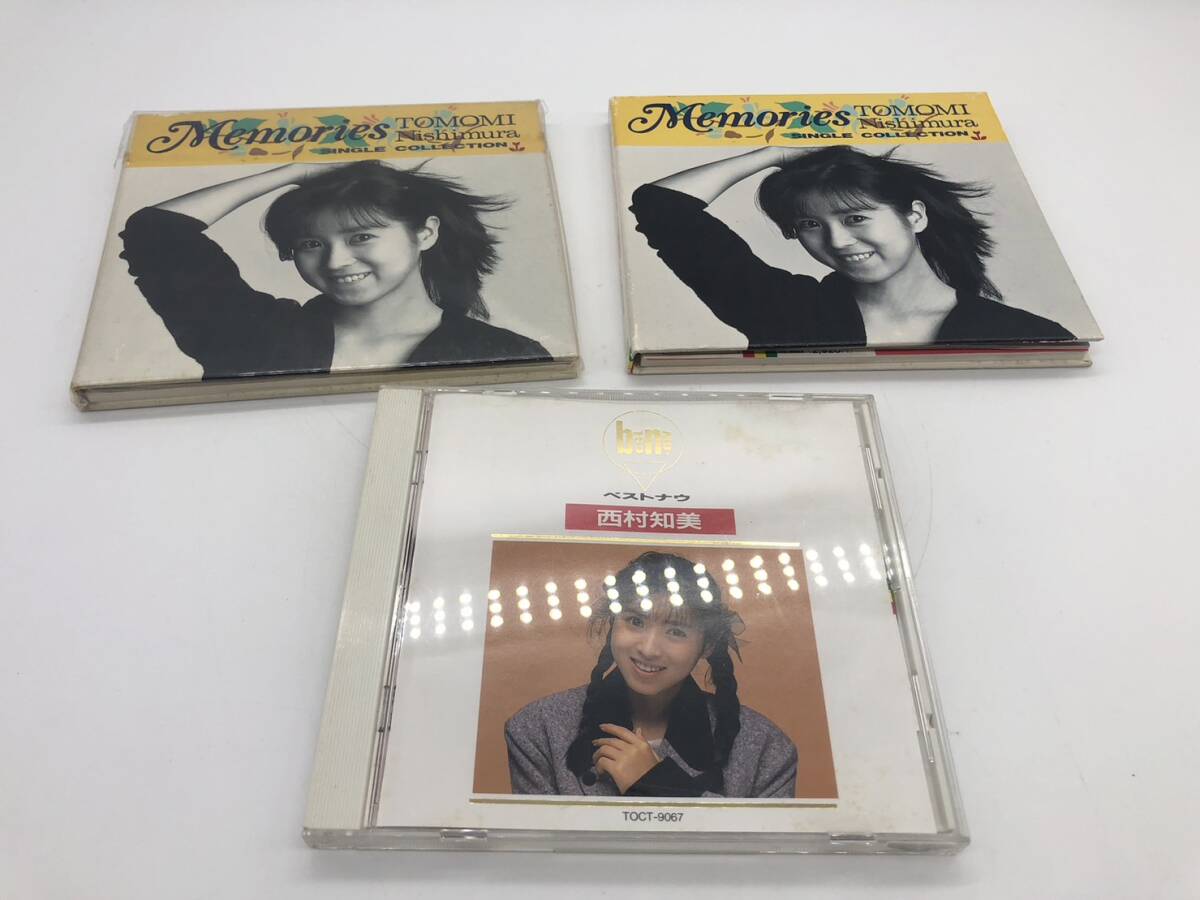 Memories TOMOMI
Nishimura
SINGLE COLLECTION
Memories TOMOMI
Nishimura
SINGLE COLLECTION
ベストナウ
西村知美
TOCT-9067